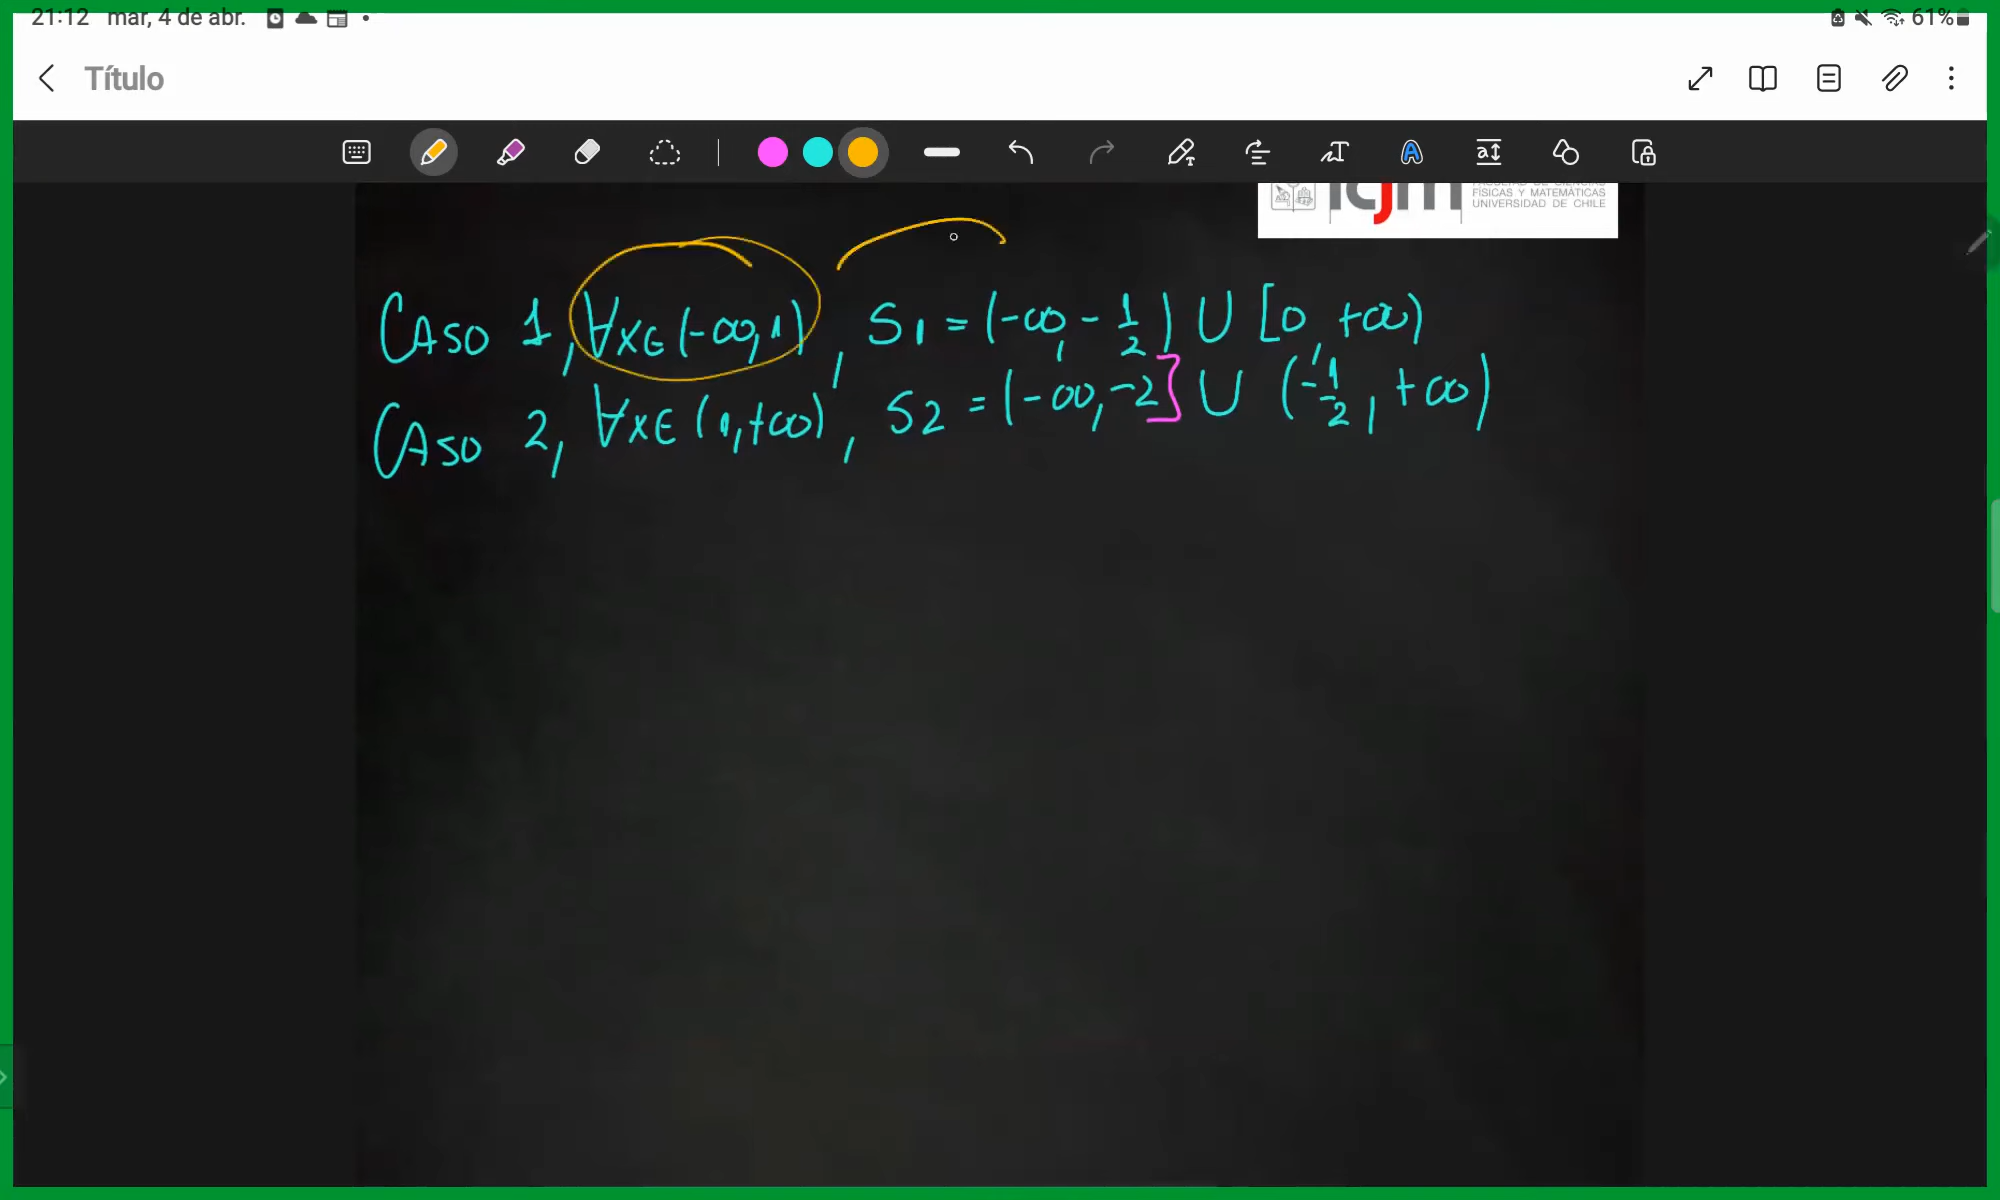 21:12 mar, 4 de abr. 61%
Título
FÍSICAS Y MATEMÁTICAS
UNIVERSIDAD DE CHILE
CASO 1, ∀x∈(-∞,1), S1 = (-∞, -1/2) ∪ [0, +∞)
CASO 2, ∀x∈(1,+∞), S2 = (-∞,-2] ∪ (-1/2, +∞)